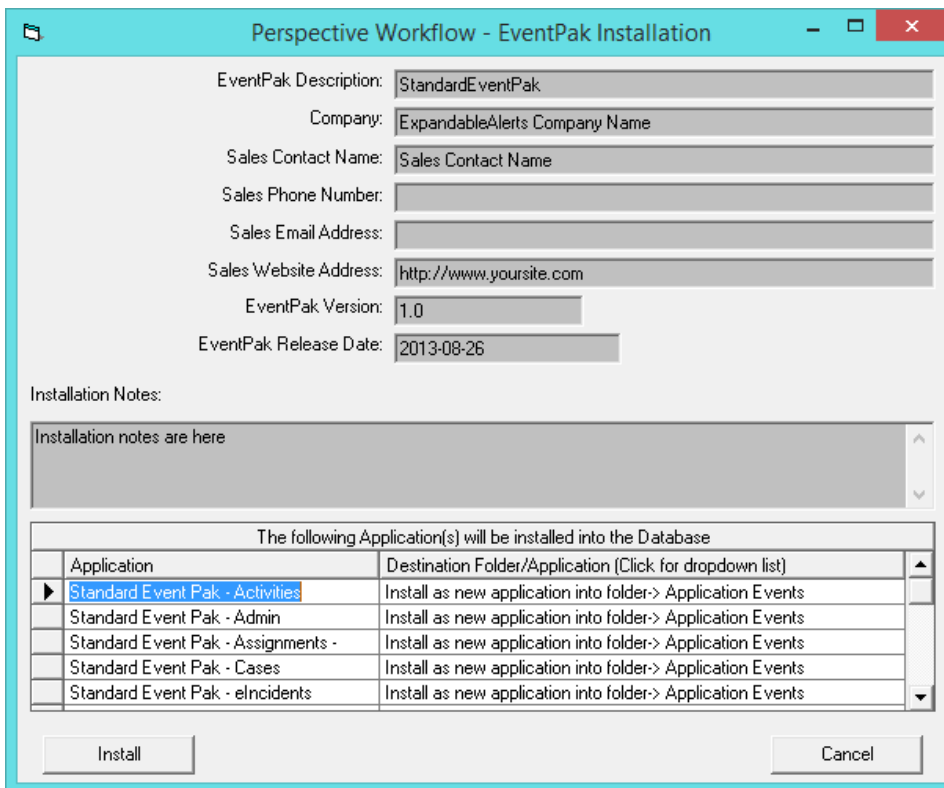 Perspective Workflow - EventPak Installation
EventPak Description: StandardEventPak
Company: ExpandableAlerts Company Name
Sales Contact Name: Sales Contact Name
Sales Phone Number:
Sales Email Address:
Sales Website Address: http://www.yoursite.com
EventPak Version: 1.0
EventPak Release Date: 2013-08-26
Installation Notes:
Installation notes are here
The following Application(s) will be installed into the Database
Application Destination Folder/Application (Click for dropdown list)
Standard Event Pak - Activities Install as new application into folder-> Application Events
Standard Event Pak - Admin Install as new application into folder-> Application Events
Standard Event Pak - Assignments - Install as new application into folder-> Application Events
Standard Event Pak - Cases Install as new application into folder-> Application Events
Standard Event Pak - eIncidents Install as new application into folder-> Application Events
Install Cancel